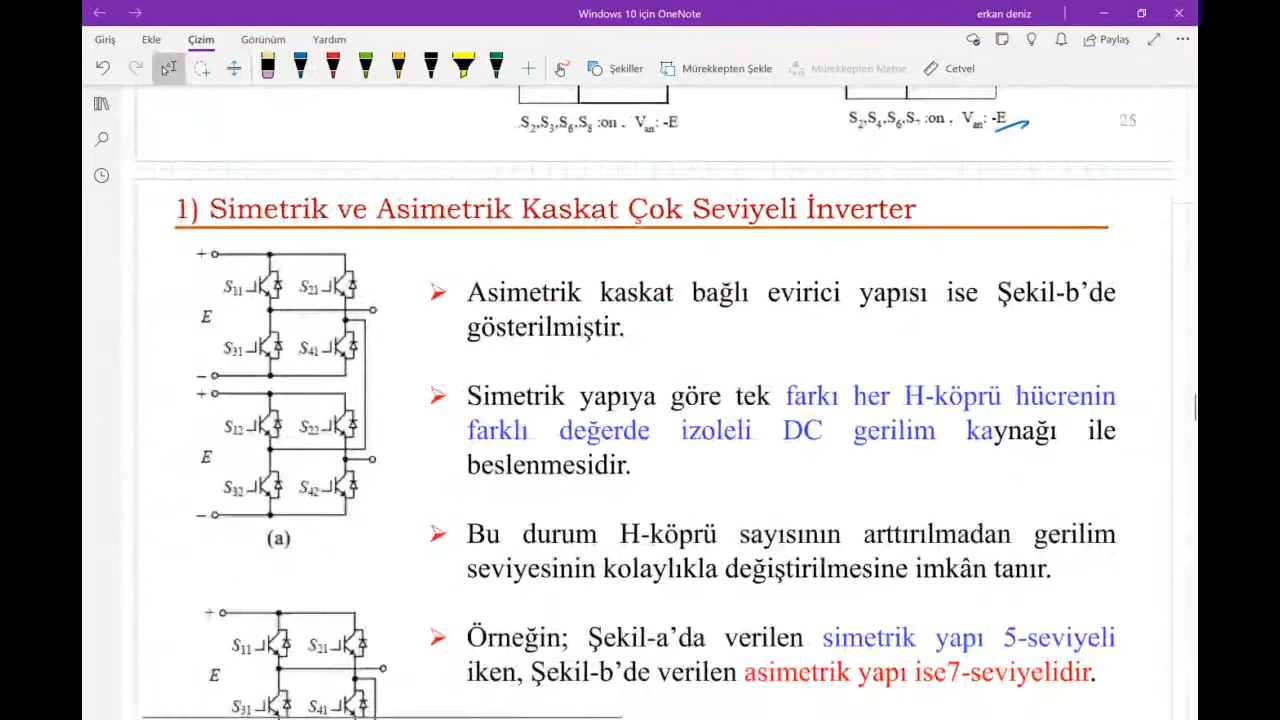 Windows 10 için OneNote
erkan deniz
Giriş Ekle Çizim Görünüm Yardım
Paylaş
Şekiller Mürekkepten Şekle Mürekkepten Metne Cetvel
S2,S3,S6,S8 :on , Van: -E
S2,S4,S6,S7 :on , Van: -E
25
1) Simetrik ve Asimetrik Kaskat Çok Seviyeli İnverter
+
S11 S21
E
S31 S41
−
+
S12 S22
E
S32 S42
−
(a)
+
S11 S21
E
S31 S41
➢ Asimetrik kaskat bağlı evirici yapısı ise Şekil-b’de
gösterilmiştir.
➢ Simetrik yapıya göre tek farkı her H-köprü hücrenin
farklı değerde izoleli DC gerilim kaynağı ile
beslenmesidir.
➢ Bu durum H-köprü sayısının arttırılmadan gerilim
seviyesinin kolaylıkla değiştirilmesine imkân tanır.
➢ Örneğin; Şekil-a’da verilen simetrik yapı 5-seviyeli
iken, Şekil-b’de verilen asimetrik yapı ise7-seviyelidir.